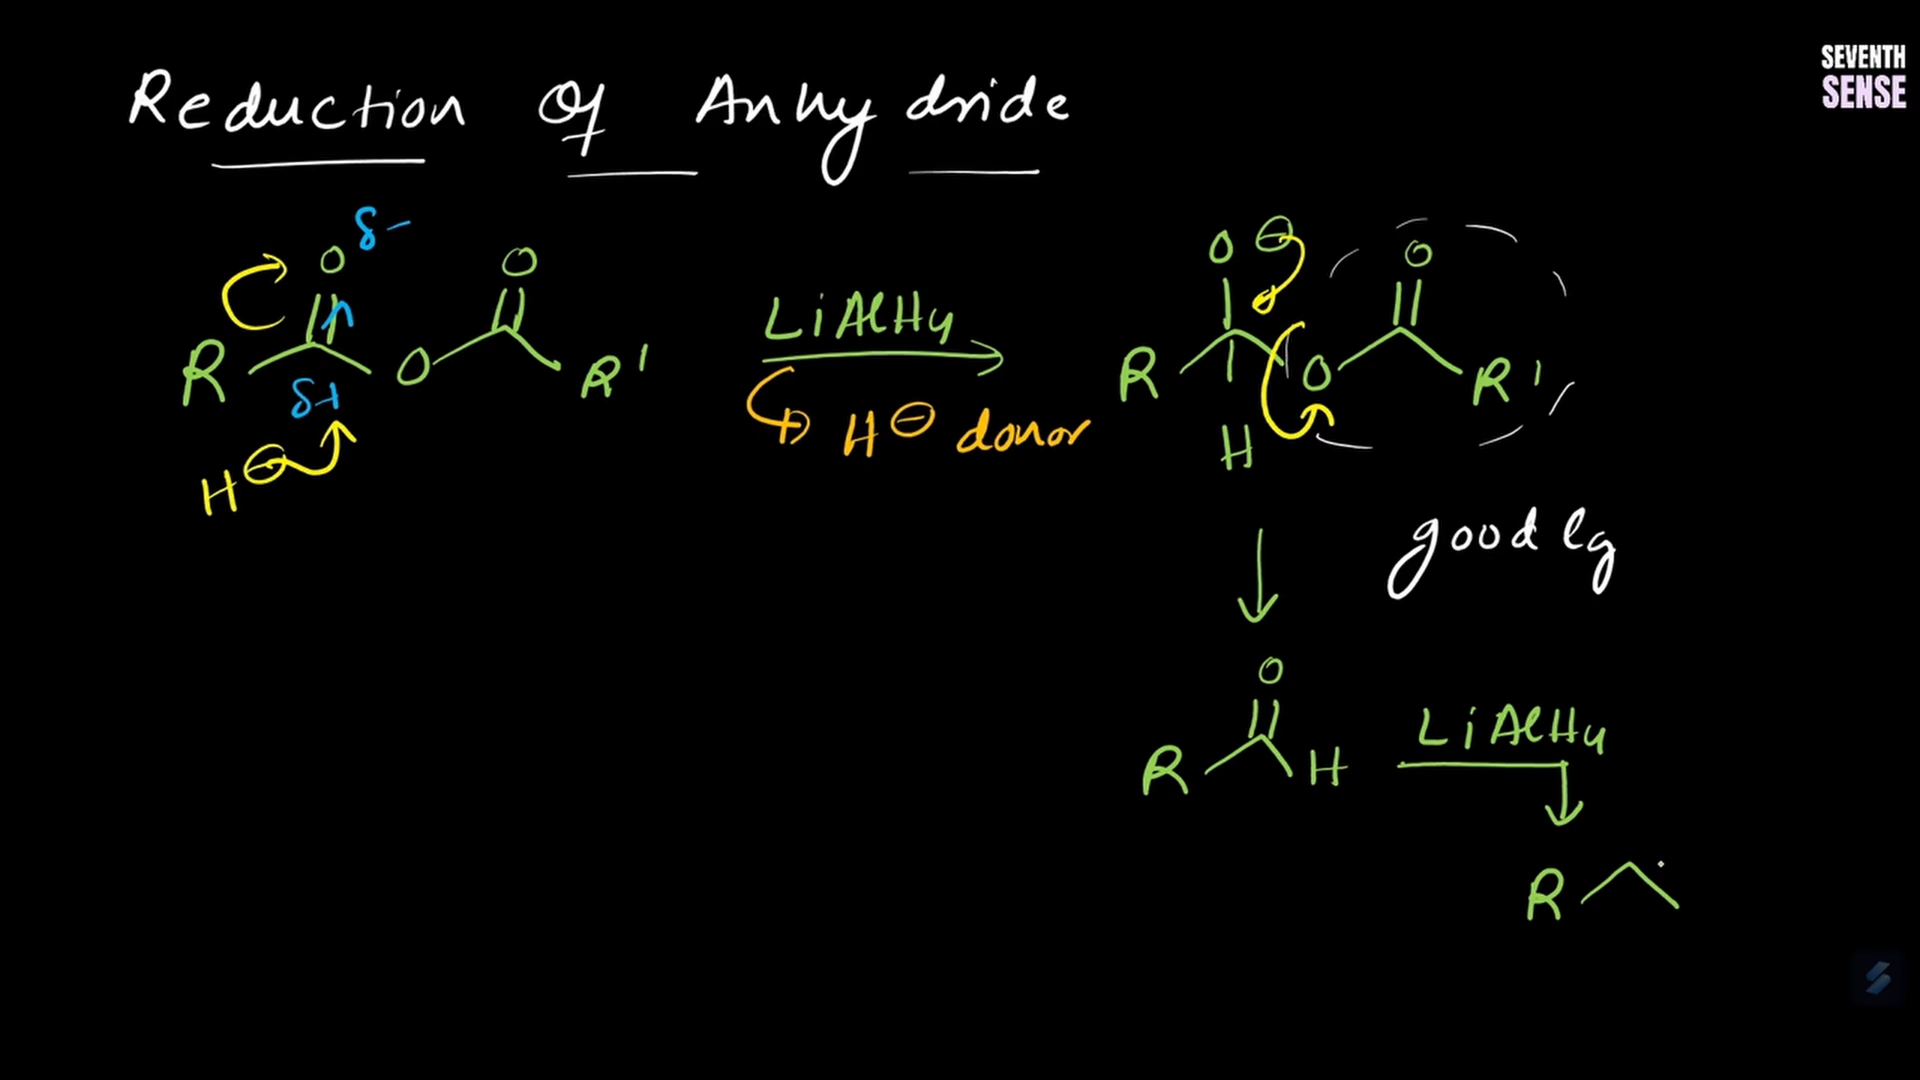 Reduction Of Anhydride
SEVENTH
SENSE
δ-
O O
R O R'
δ+
H⊖
LiAlH4
H⊖ donor
O⊖ O
R O R'
H
good lg
O
R H
LiAlH4
R